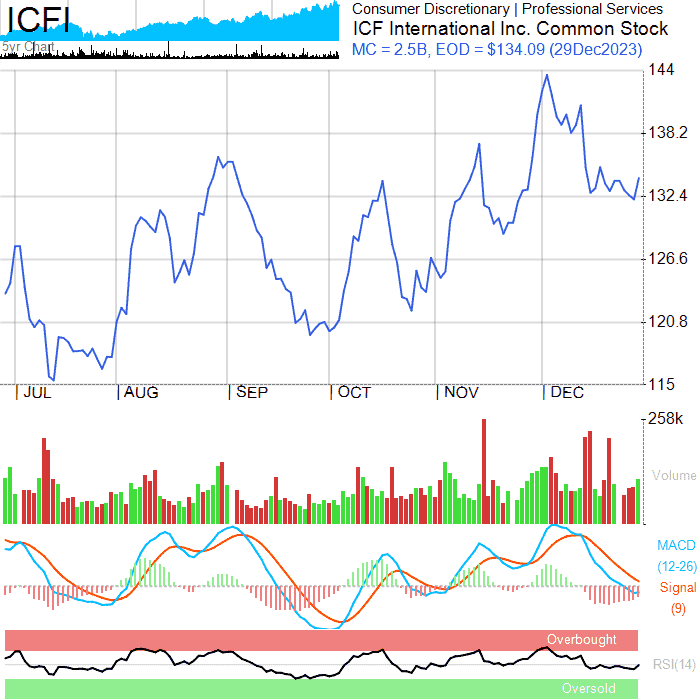 ICFI
5yr Chart
Consumer Discretionary | Professional Services
ICF International Inc. Common Stock
MC = 2.5B, EOD = $134.09 (29Dec2023)
144
138.2
132.4
126.6
120.8
115
| JUL | AUG | SEP | OCT | NOV | DEC
258k
Volume
MACD
(12-26)
Signal
(9)
Overbought
RSI(14)
Oversold